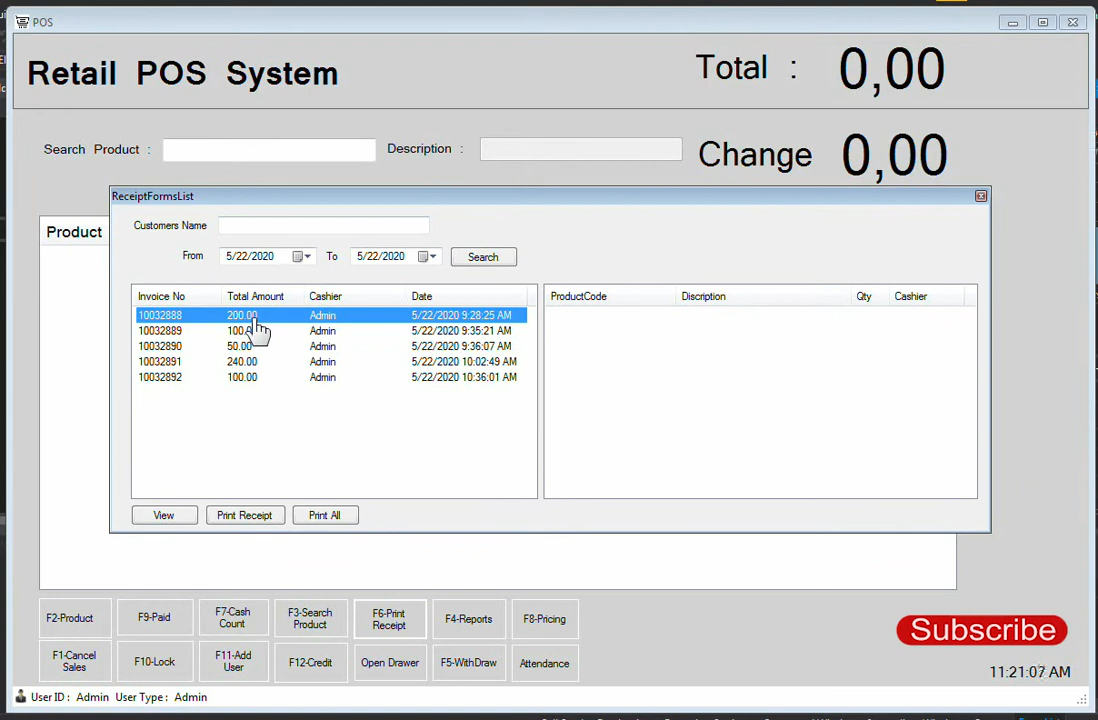 POS
Retail POS System
Total : 0,00
Search Product :
Description :
Change 0,00
Product
ReceiptFormsList
Customers Name
From 5/22/2020 To 5/22/2020 Search
Invoice No Total Amount Cashier Date
10032888 200.00 Admin 5/22/2020 9:28:25 AM
10032889 100. Admin 5/22/2020 9:35:21 AM
10032890 50.00 Admin 5/22/2020 9:36:07 AM
10032891 240.00 Admin 5/22/2020 10:02:49 AM
10032892 100.00 Admin 5/22/2020 10:36:01 AM
ProductCode Discription Qty Cashier
View Print Receipt Print All
F2-Product
F9-Paid
F7-Cash
Count
F3-Search
Product
F6-Print
Receipt
F4-Reports
F8-Pricing
F1-Cancel
Sales
F10-Lock
F11-Add
User
F12-Credit
Open Drawer
F5-WithDraw
Attendance
Subscribe
11:21:07 AM
User ID : Admin User Type : Admin